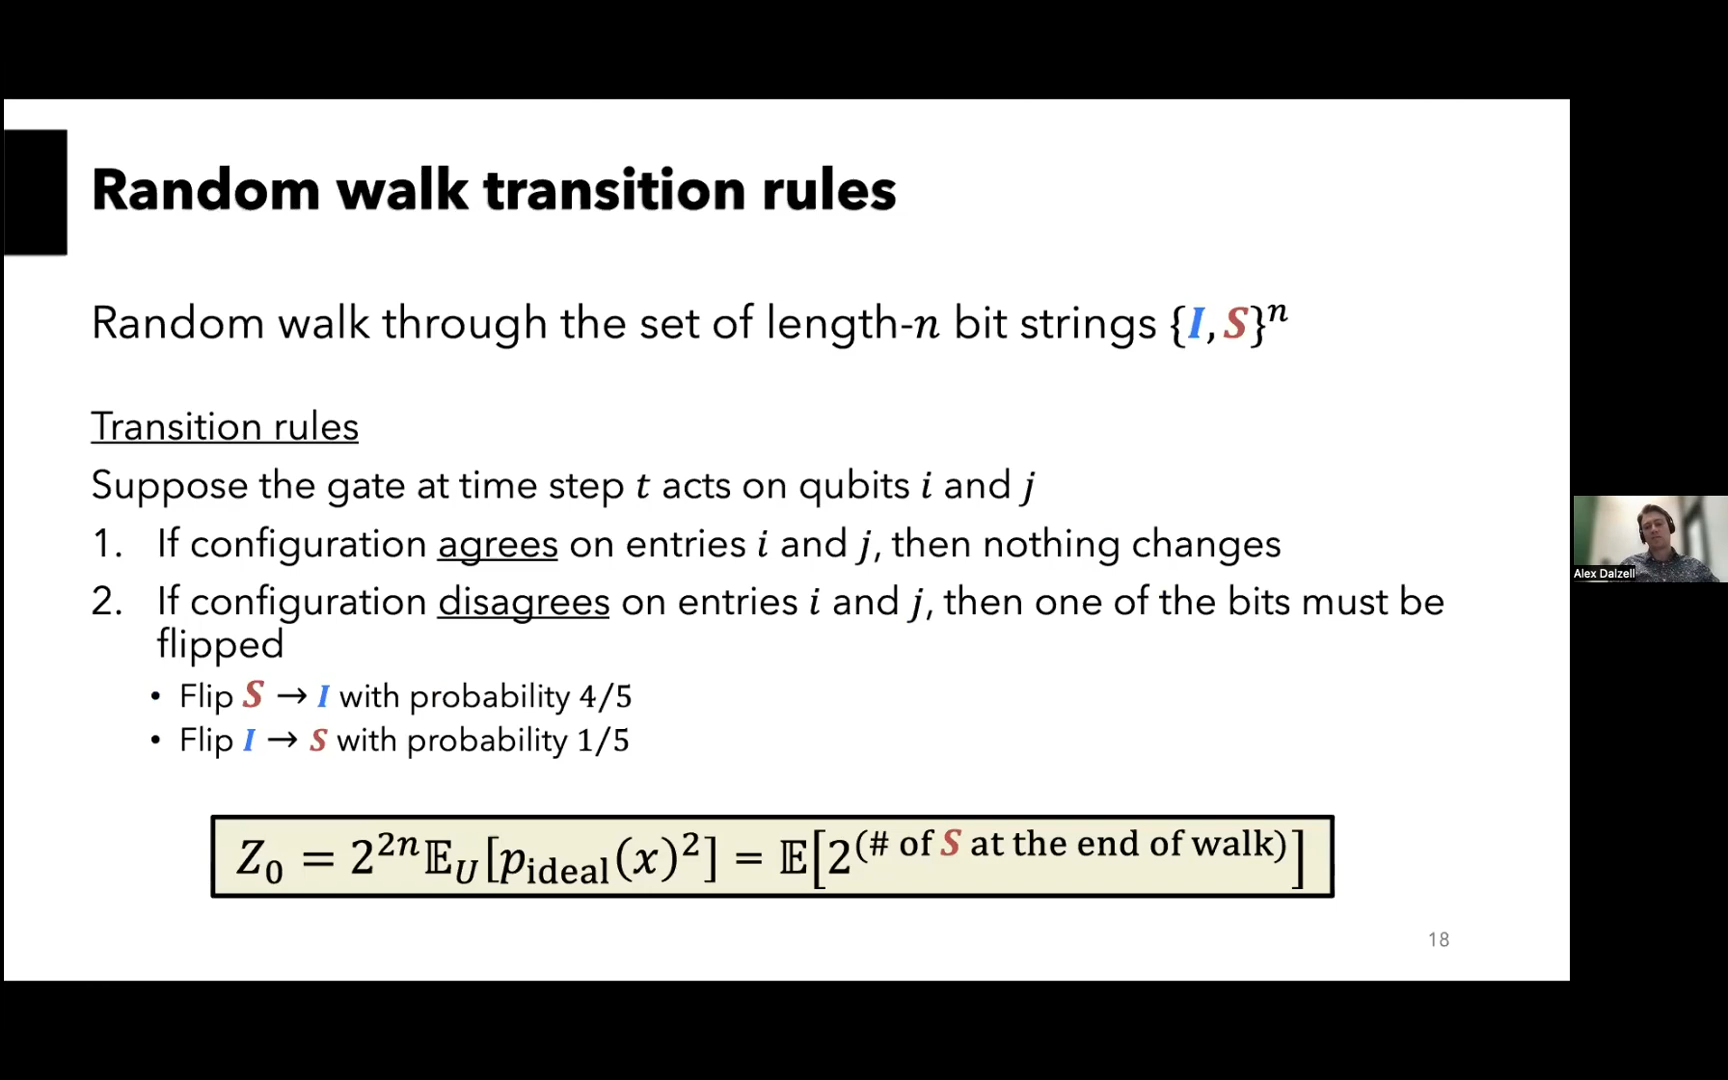 Random walk transition rules
Random walk through the set of length-n bit strings {I, S}ⁿ
Transition rules
Suppose the gate at time step t acts on qubits i and j
1. If configuration agrees on entries i and j, then nothing changes
2. If configuration disagrees on entries i and j, then one of the bits must be
flipped
• Flip S → I with probability 4/5
• Flip I → S with probability 1/5
Z₀ = 2²ⁿ𝔼_U[p_ideal(x)²] = 𝔼[2^(# of S at the end of walk)]
18
Alex Dalzell